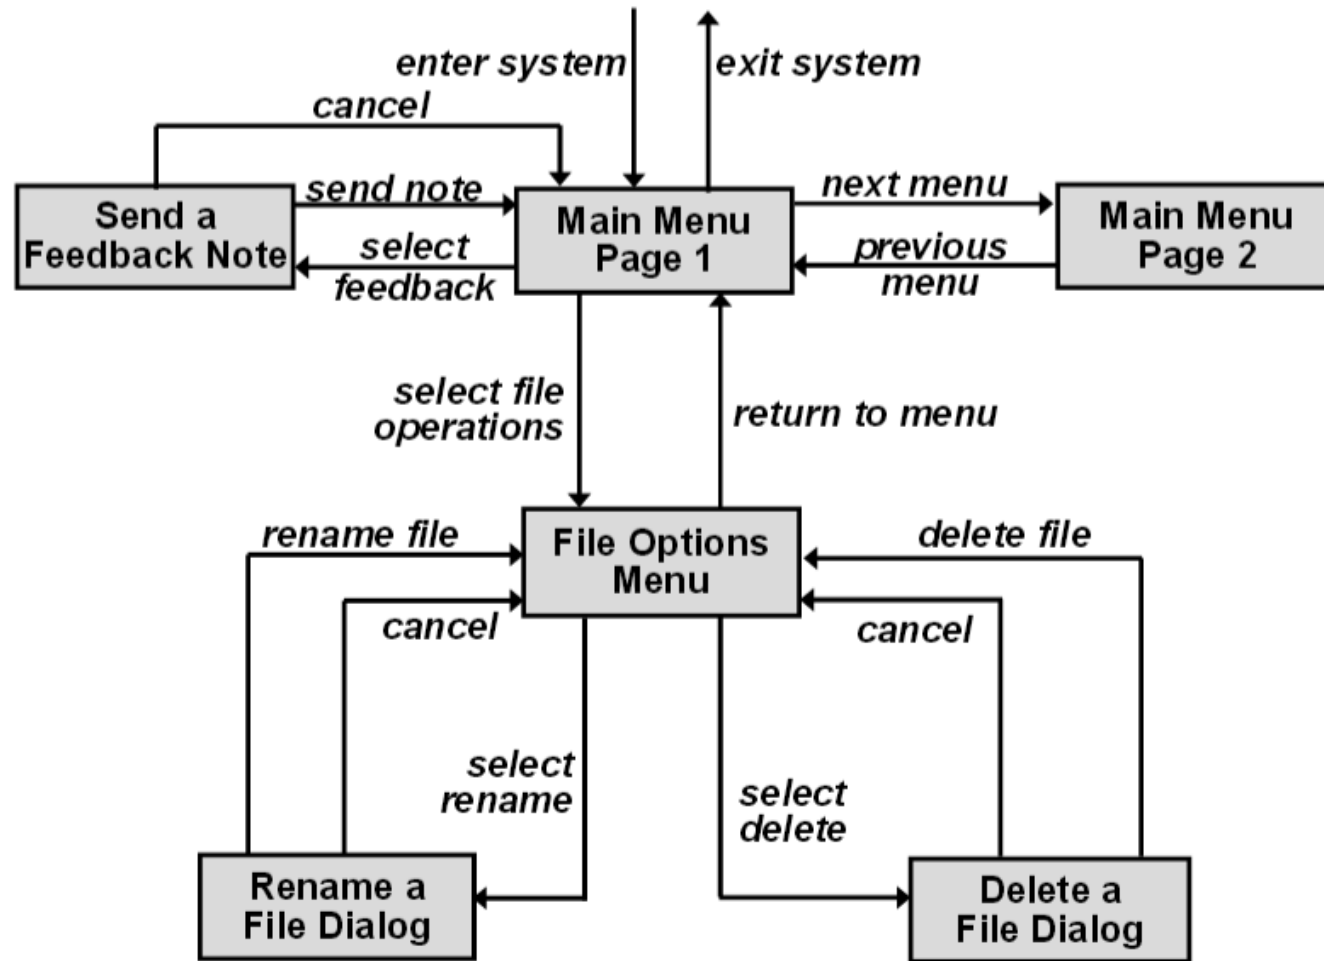 enter system
exit system
cancel
send note
Send a
Feedback Note
select
feedback
Main Menu
Page 1
next menu
previous
menu
Main Menu
Page 2
select file
operations
return to menu
rename file
File Options
Menu
delete file
cancel
cancel
select
rename
select
delete
Rename a
File Dialog
Delete a
File Dialog